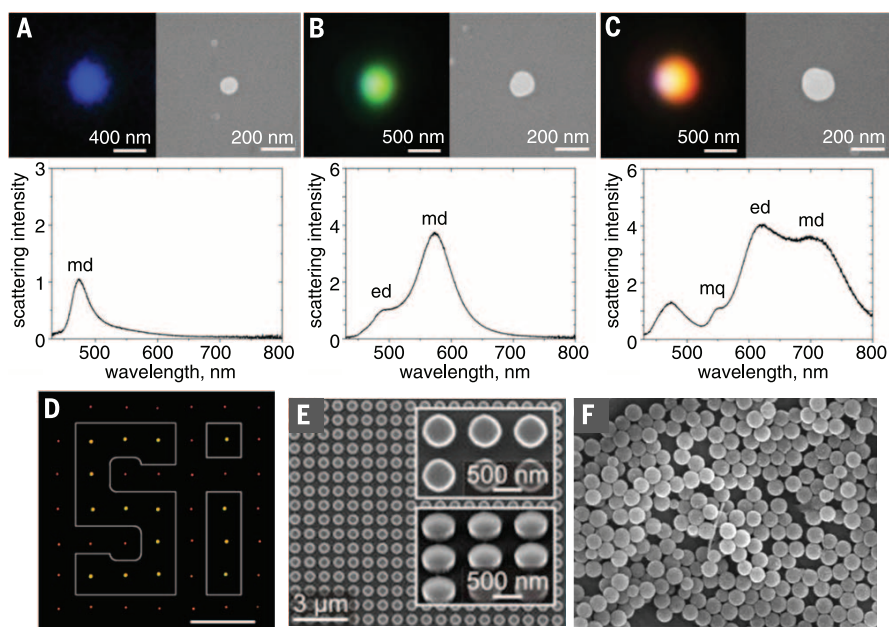 A
400 nm
200 nm
B
500 nm
200 nm
C
500 nm
200 nm
scattering intensity
3
2
1
0
md
500
600
700
800
wavelength, nm
scattering intensity
6
4
2
0
ed
md
500
600
700
800
wavelength, nm
scattering intensity
6
4
2
0
mq
ed
md
500
600
700
800
wavelength, nm
D
E
500 nm
500 nm
3 µm
F